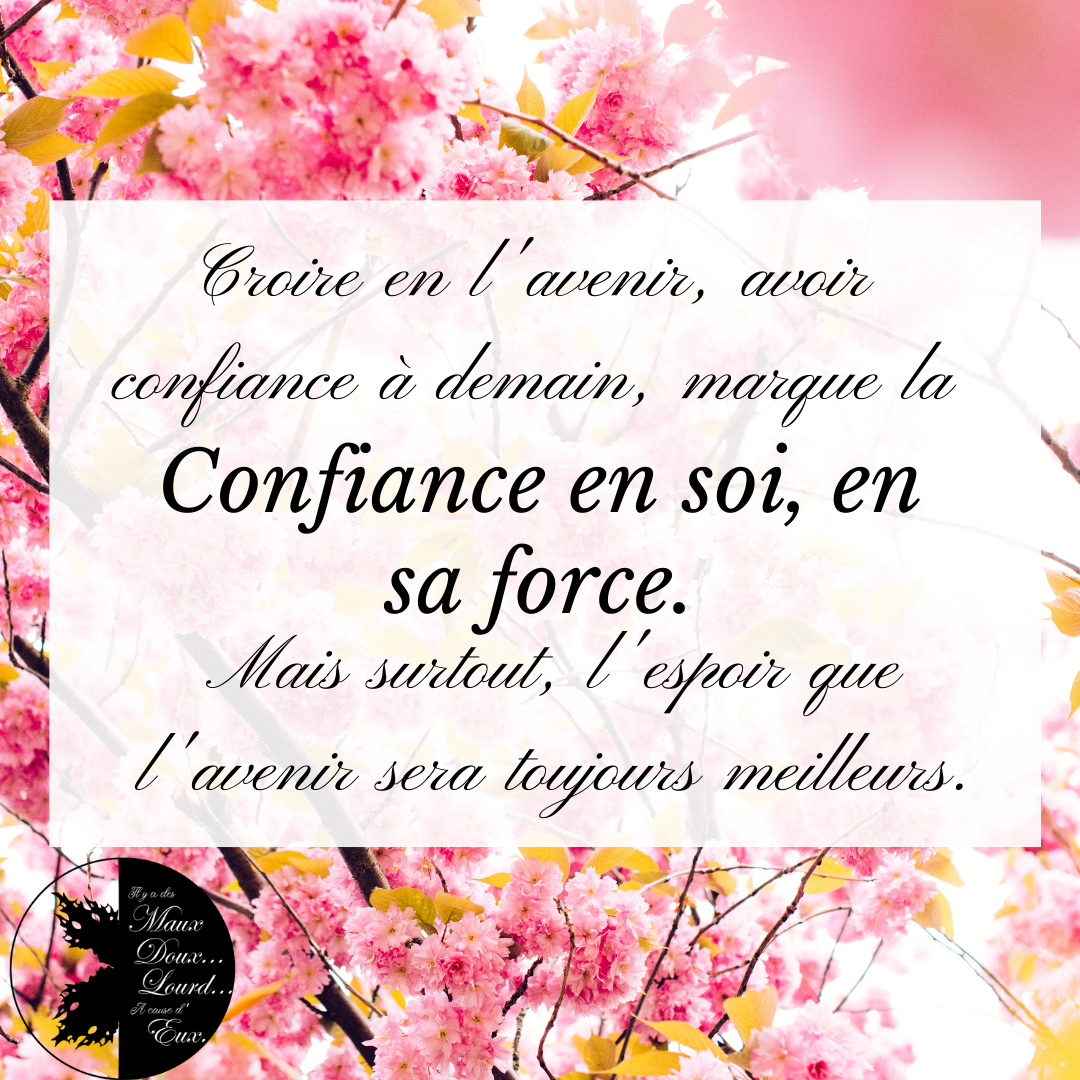 Croire en l'avenir, avoir
confiance à demain, marque la
Confiance en soi, en
sa force.
Mais surtout, l'espoir que
l'avenir sera toujours meilleurs.
Il y a des
Maux
Doux...
Lourd...
A cause d'
Eux.